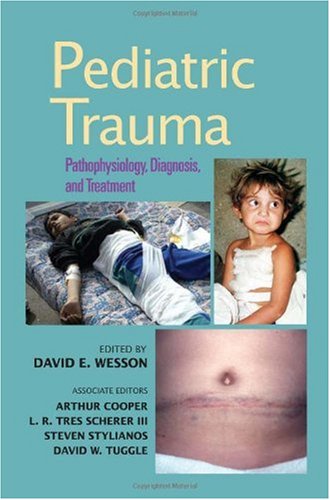 Pediatric
Trauma
Pathophysiology, Diagnosis,
and Treatment
EDITED BY
DAVID E. WESSON
ASSOCIATE EDITORS
ARTHUR COOPER
L. R. TRES SCHERER III
STEVEN STYLIANOS
DAVID W. TUGGLE